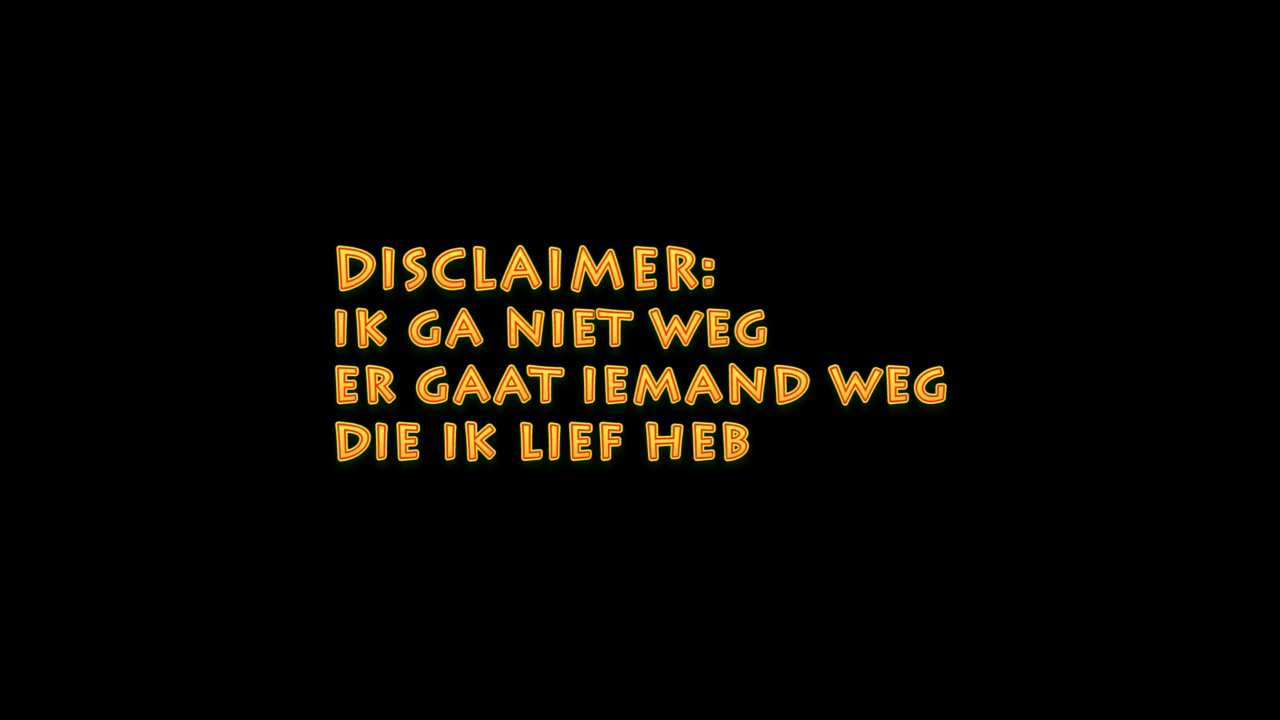 DISCLAIMER:
IK GA NIET WEG
ER GAAT IEMAND WEG
DIE IK LIEF HEB